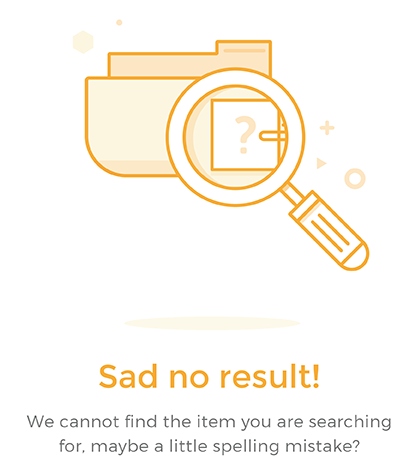 ?
Sad no result!
We cannot find the item you are searching
for, maybe a little spelling mistake?